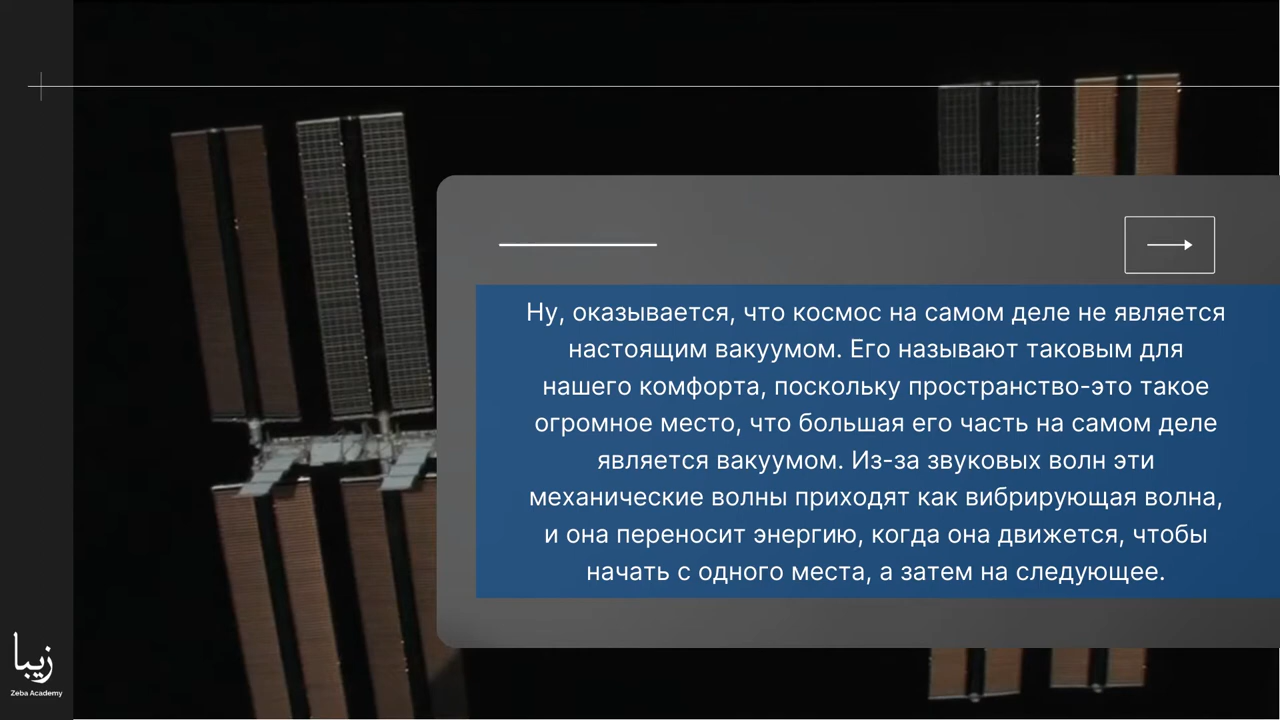 Ну, оказывается, что космос на самом деле не является
настоящим вакуумом. Его называют таковым для
нашего комфорта, поскольку пространство-это такое
огромное место, что большая его часть на самом деле
является вакуумом. Из-за звуковых волн эти
механические волны приходят как вибрирующая волна,
и она переносит энергию, когда она движется, чтобы
начать с одного места, а затем на следующее.
زیبا
Zeba Academy